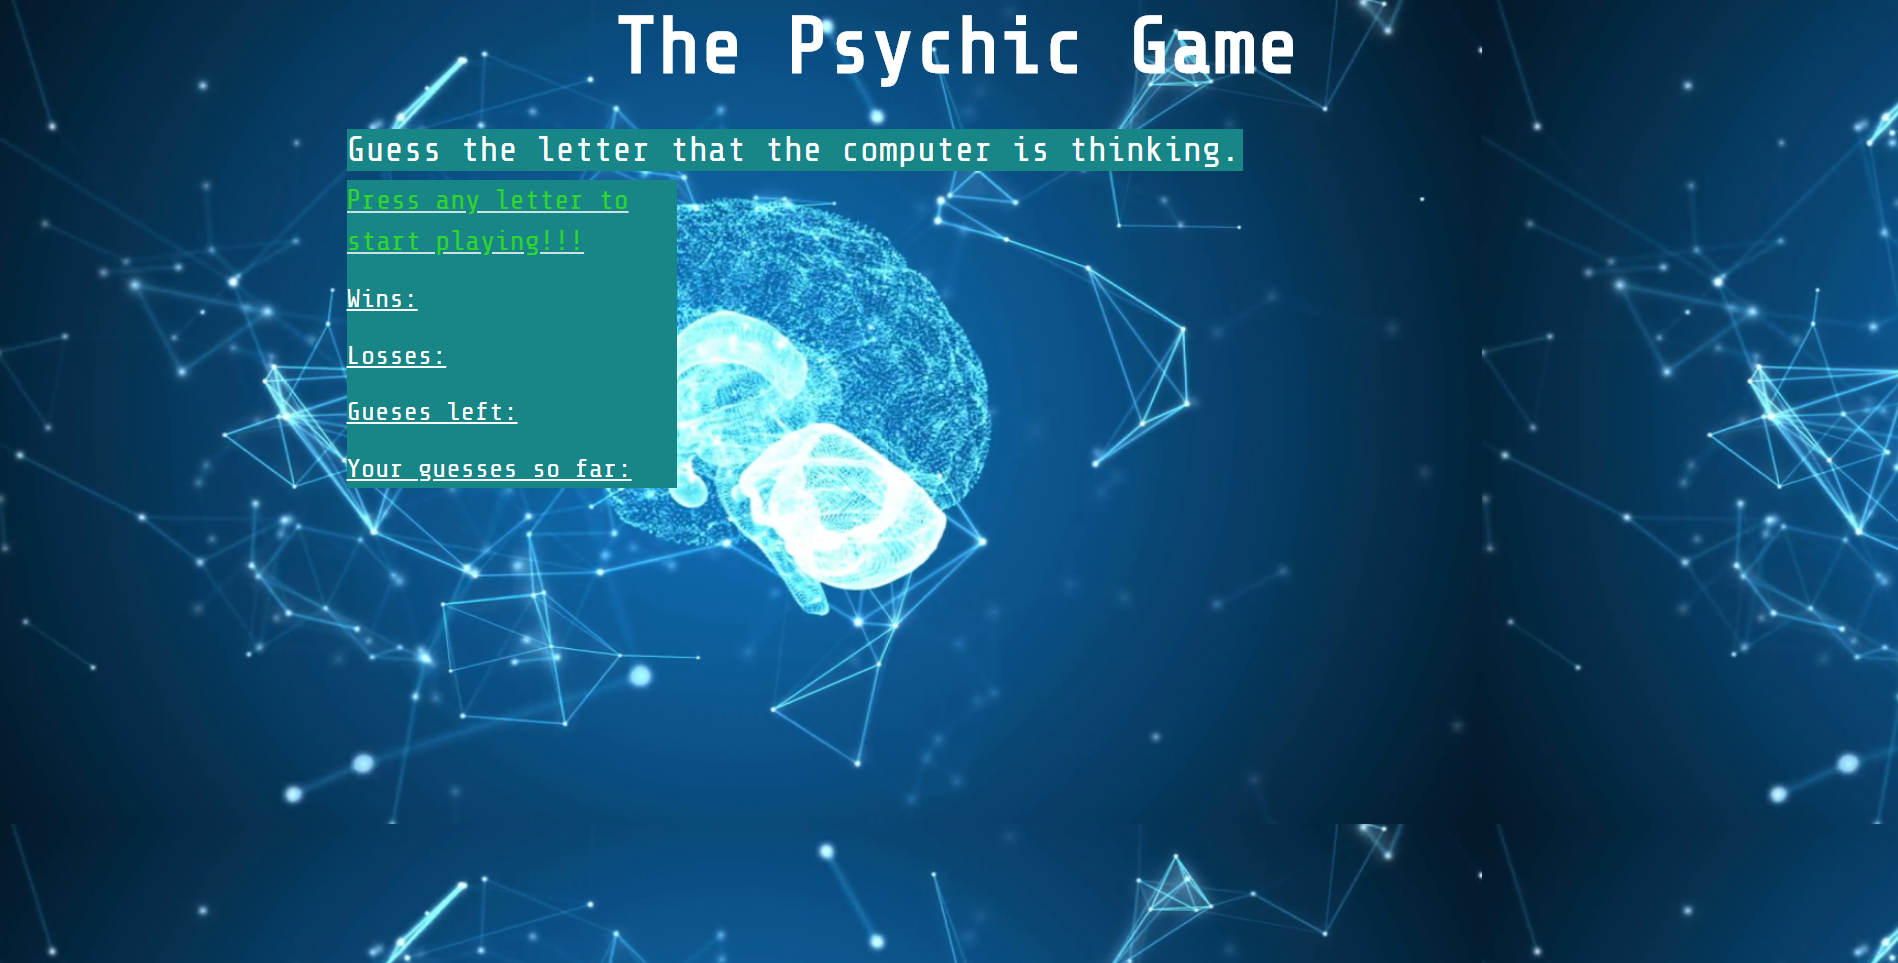 The Psychic Game
Guess the letter that the computer is thinking.
Press any letter to
start playing!!!
Wins:
Losses:
Gueses left:
Your guesses so far: